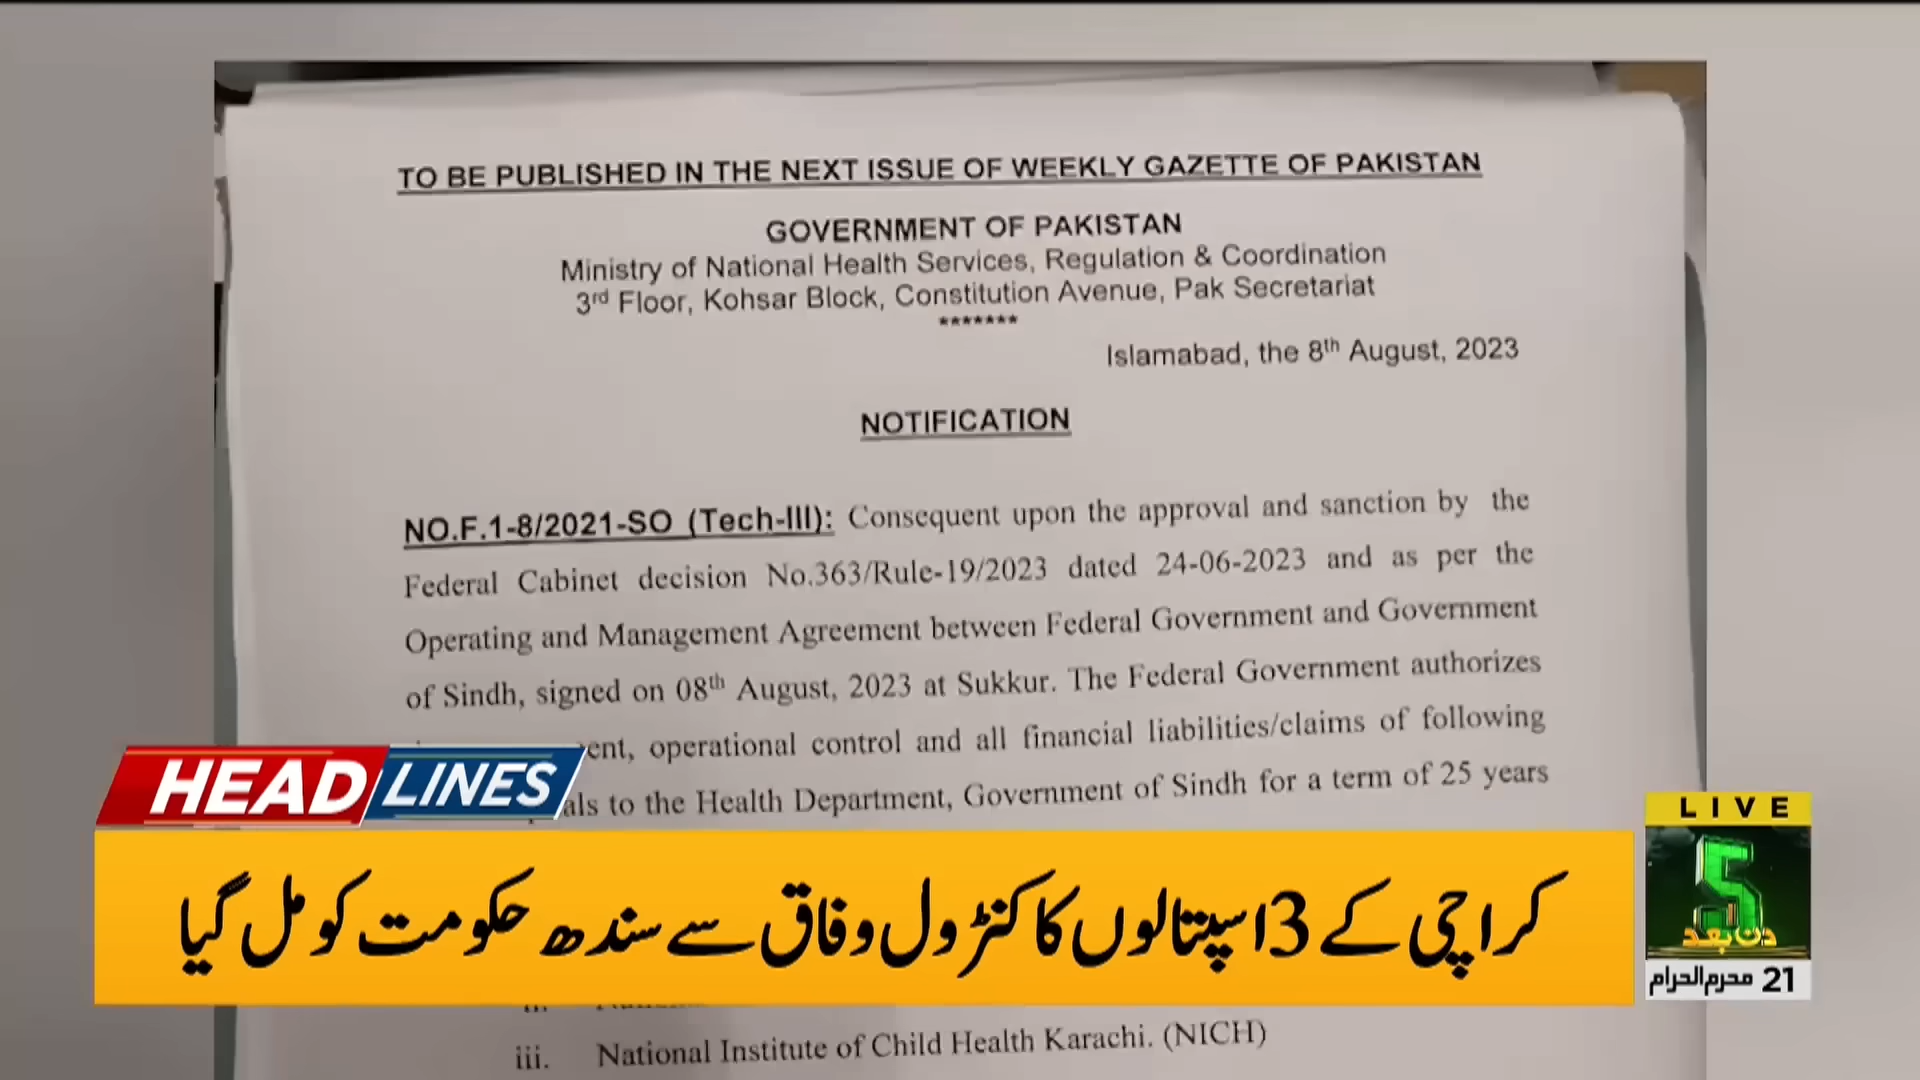 TO BE PUBLISHED IN THE NEXT ISSUE OF WEEKLY GAZETTE OF PAKISTAN
GOVERNMENT OF PAKISTAN
Ministry of National Health Services, Regulation & Coordination
3rd Floor, Kohsar Block, Constitution Avenue, Pak Secretariat
*******
Islamabad, the 8th August, 2023
NOTIFICATION
NO.F.1-8/2021-SO (Tech-III): Consequent upon the approval and sanction by the
Federal Cabinet decision No.363/Rule-19/2023 dated 24-06-2023 and as per the
Operating and Management Agreement between Federal Government and Government
of Sindh, signed on 08th August, 2023 at Sukkur. The Federal Government authorizes
operational control and all financial liabilities/claims of following
to the Health Department, Government of Sindh for a term of 25 years
HEADLINES
کراچی کے 3 اسپتالوں کا کنٹرول وفاق سے سندھ حکومت کو مل گیا
LIVE
5
دن بعد
21 محرم الحرام
iii. National Institute of Child Health Karachi. (NICH)